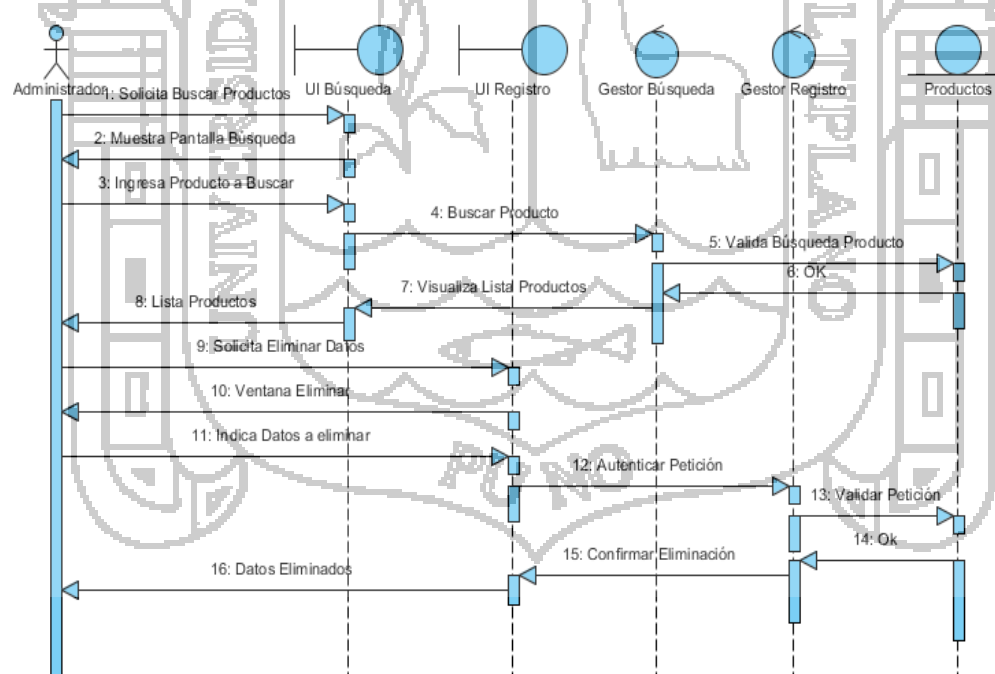 Administrador
UI Búsqueda
UI Registro
Gestor Búsqueda
Gestor Registro
Productos
1: Solicita Buscar Productos
2: Muestra Pantalla Búsqueda
3: Ingresa Producto a Buscar
4: Buscar Producto
5: Valida Búsqueda Producto
6: OK
7: Visualiza Lista Productos
8: Lista Productos
9: Solicita Eliminar Datos
10: Ventana Eliminar
11: Indica Datos a eliminar
12: Autenticar Petición
13: Validar Petición
14: Ok
15: Confirmar Eliminación
16: Datos Eliminados
UNIVERSIDA
ALTIPLANO
PUNO